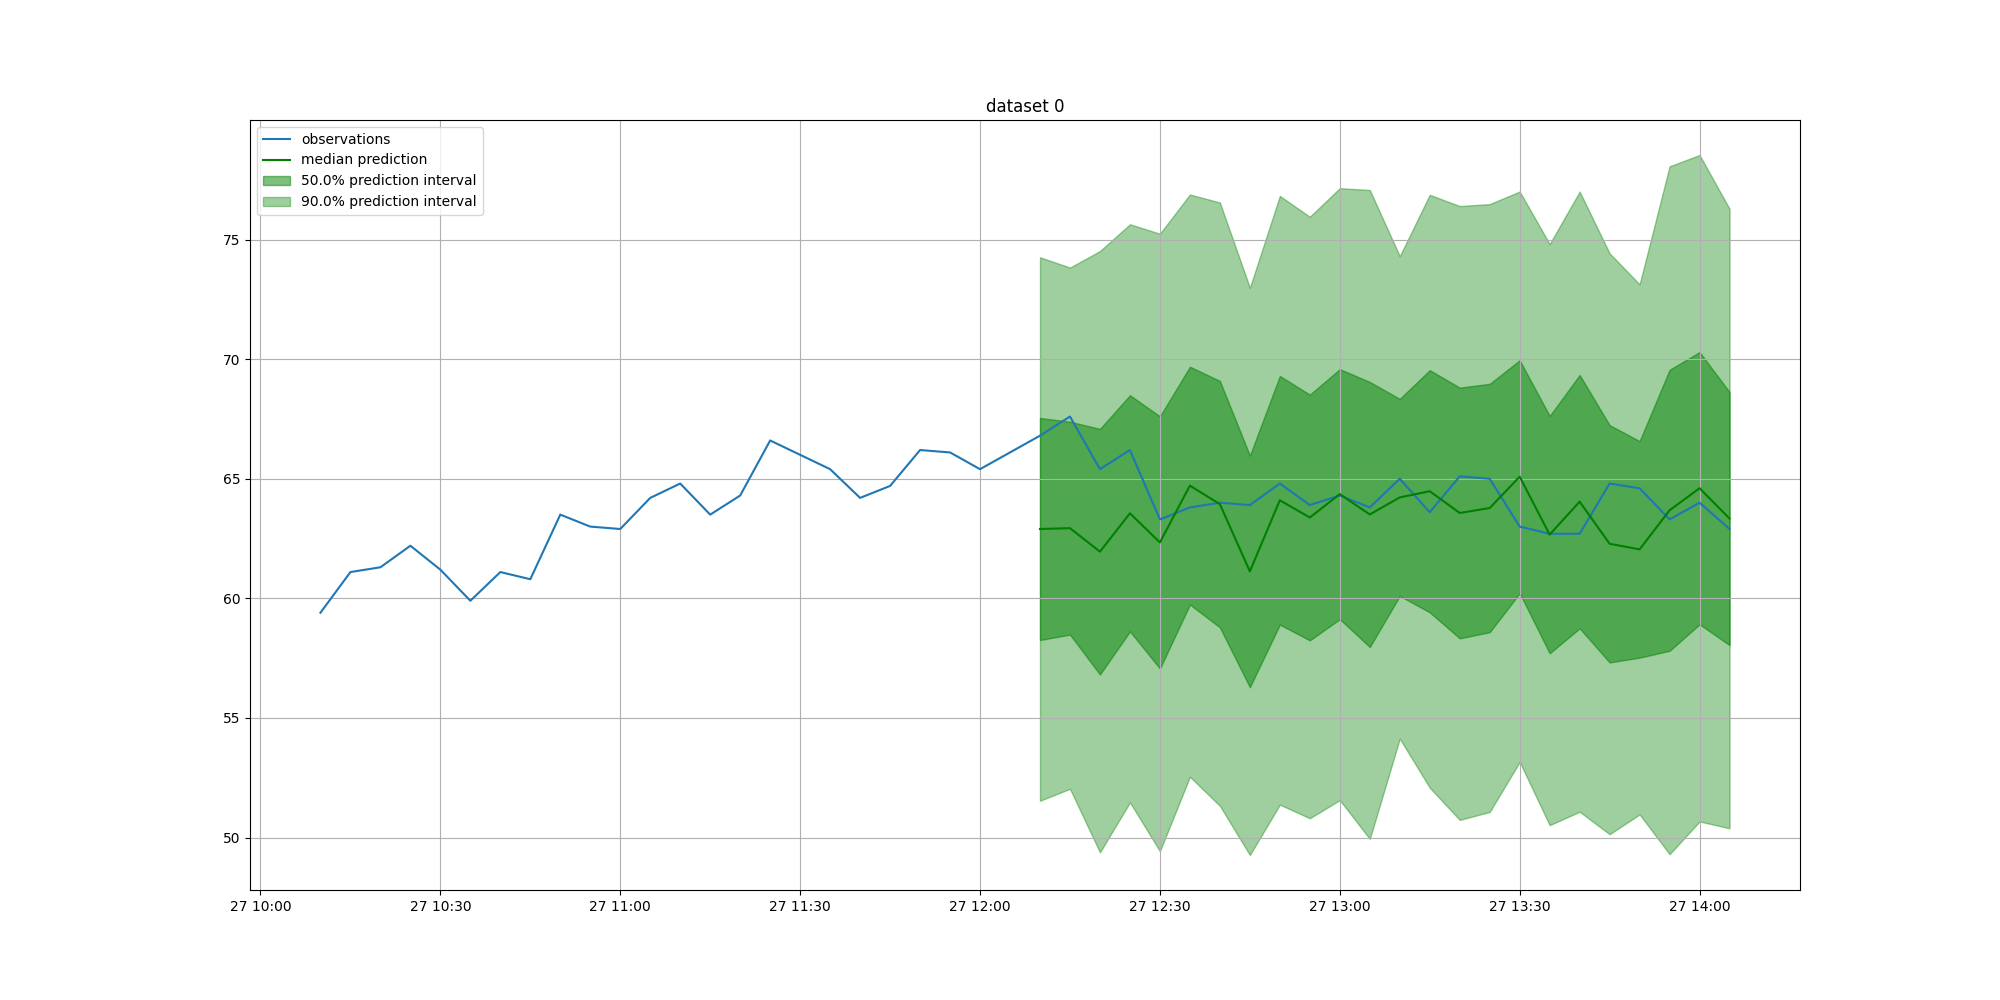 dataset 0
observations
median prediction
50.0% prediction interval
90.0% prediction interval
75
70
65
60
55
50
27 10:00 27 10:30 27 11:00 27 11:30 27 12:00 27 12:30 27 13:00 27 13:30 27 14:00